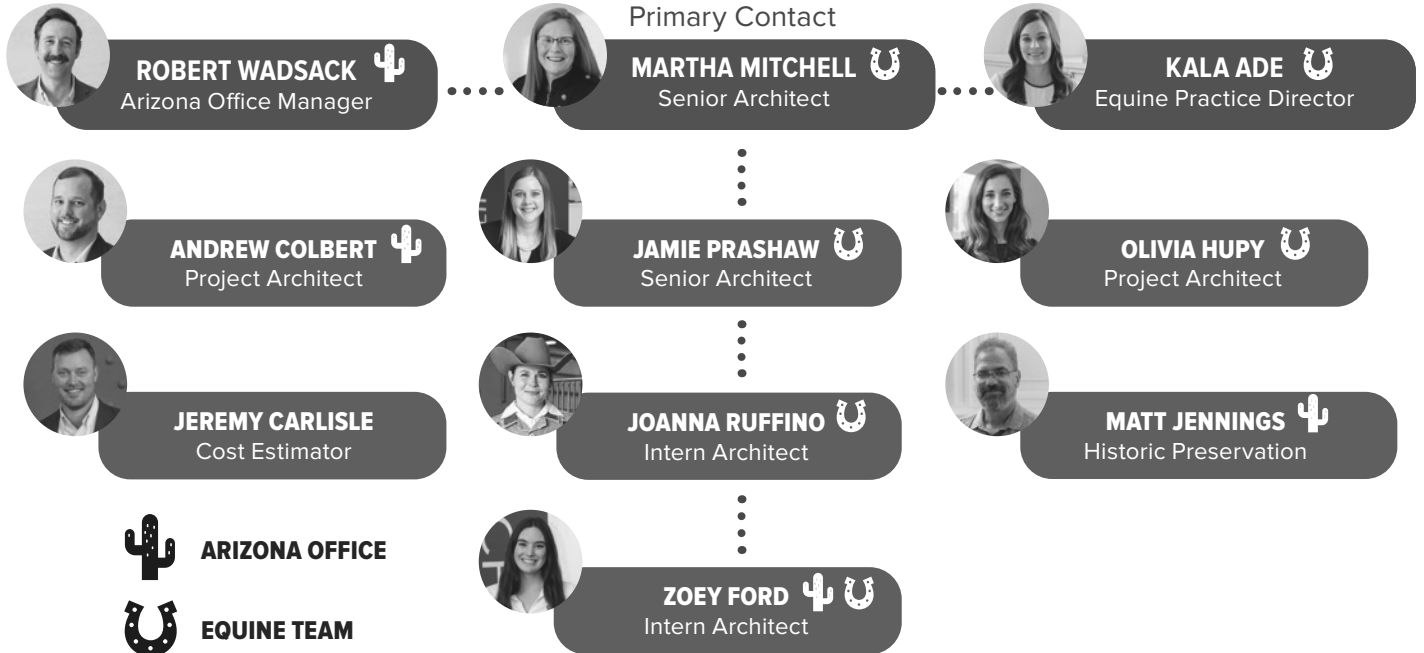 Primary Contact
ROBERT WADSACK
Arizona Office Manager
MARTHA MITCHELL
Senior Architect
KALA ADE
Equine Practice Director
ANDREW COLBERT
Project Architect
JAMIE PRASHAW
Senior Architect
OLIVIA HUPY
Project Architect
JEREMY CARLISLE
Cost Estimator
JOANNA RUFFINO
Intern Architect
MATT JENNINGS
Historic Preservation
ARIZONA OFFICE
ZOEY FORD
Intern Architect
EQUINE TEAM